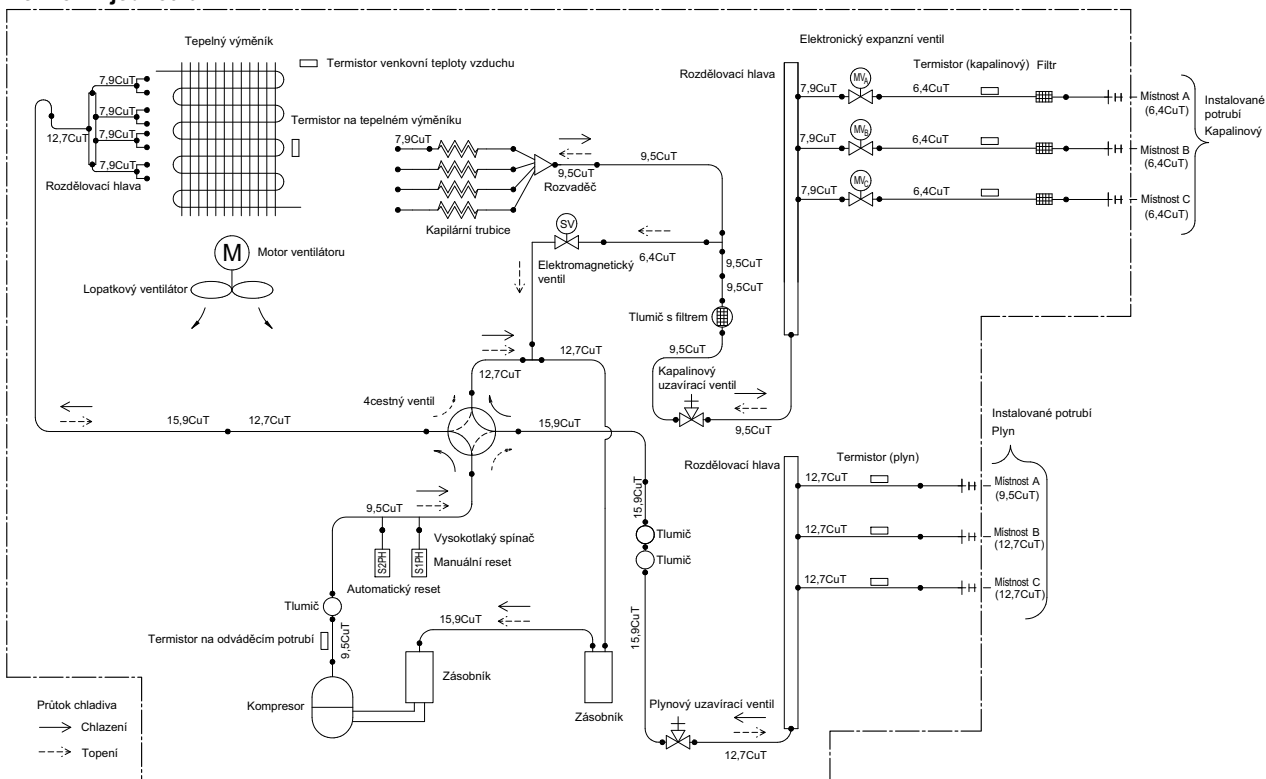 Tepelný výměník
Termistor venkovní teploty vzduchu
Termistor na tepelném výměníku
7,9CuT
7,9CuT
7,9CuT
7,9CuT
12,7CuT
Rozdělovací hlava
M
Motor ventilátoru
Lopatkový ventilátor
7,9CuT
Kapilární trubice
Rozvaděč
9,5CuT
9,5CuT
SV
Elektromagnetický
ventil
6,4CuT
9,5CuT
9,5CuT
Tlumič s filtrem
9,5CuT
Kapalinový
uzavírací ventil
9,5CuT
Elektronický expanzní ventil
Rozdělovací hlava
Termistor (kapalinový)
Filtr
7,9CuT
MVA
6,4CuT
Místnost A
(6,4CuT)
7,9CuT
MVB
6,4CuT
Místnost B
(6,4CuT)
7,9CuT
MVC
6,4CuT
Místnost C
(6,4CuT)
Instalované
potrubí
Kapalinový
12,7CuT
12,7CuT
4cestný ventil
15,9CuT
12,7CuT
15,9CuT
9,5CuT
Vysokotlaký spínač
S2PH
S1PH
Manuální reset
Automatický reset
Tlumič
Termistor na odváděcím potrubí
9,5CuT
Kompresor
15,9CuT
Zásobník
Zásobník
15,9CuT
Tlumič
Tlumič
15,9CuT
Plynový uzavírací ventil
12,7CuT
Rozdělovací hlava
Termistor (plyn)
Instalované potrubí
Plyn
12,7CuT
Místnost A
(9,5CuT)
12,7CuT
Místnost B
(12,7CuT)
12,7CuT
Místnost C
(12,7CuT)
Průtok chladiva
Chlazení
Topení